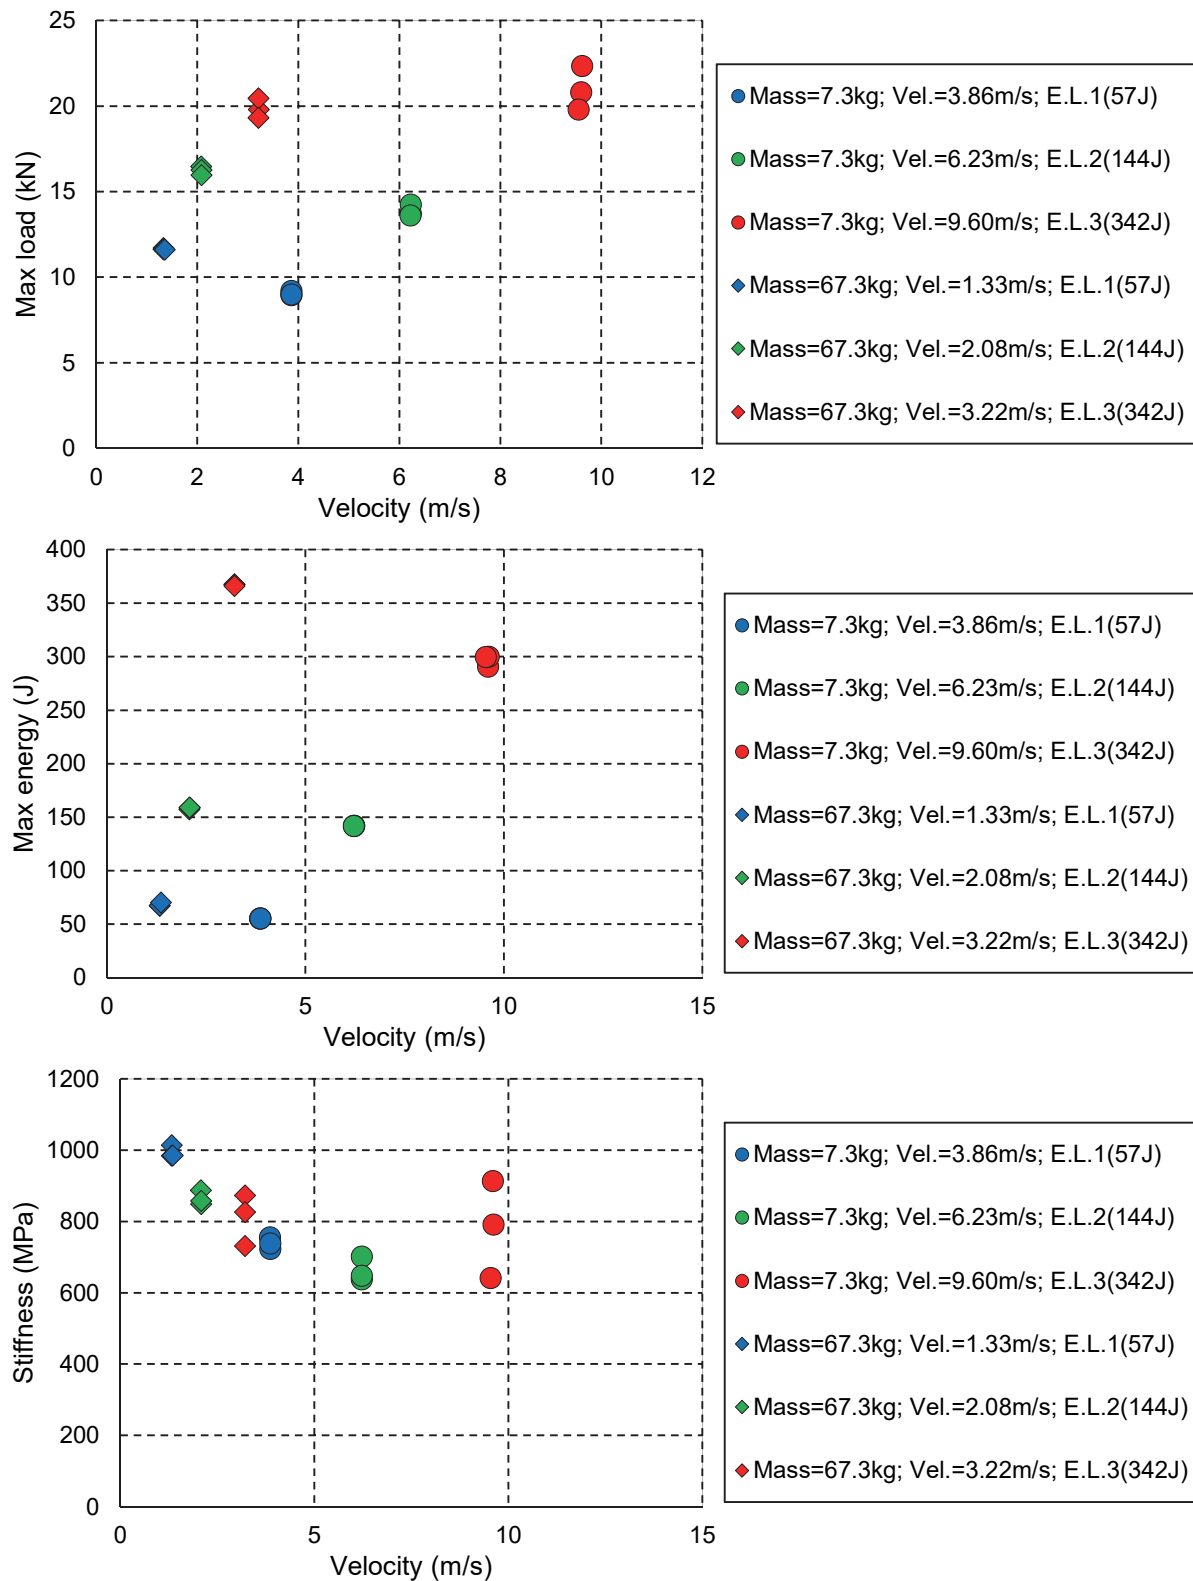 25
20
15
10
5
0
0 2 4 6 8 10 12
Max load (kN)
Velocity (m/s)
Mass=7.3kg; Vel.=3.86m/s; E.L.1(57J)
Mass=7.3kg; Vel.=6.23m/s; E.L.2(144J)
Mass=7.3kg; Vel.=9.60m/s; E.L.3(342J)
Mass=67.3kg; Vel.=1.33m/s; E.L.1(57J)
Mass=67.3kg; Vel.=2.08m/s; E.L.2(144J)
Mass=67.3kg; Vel.=3.22m/s; E.L.3(342J)
400
350
300
250
200
150
100
50
0
0 5 10 15
Max energy (J)
Velocity (m/s)
Mass=7.3kg; Vel.=3.86m/s; E.L.1(57J)
Mass=7.3kg; Vel.=6.23m/s; E.L.2(144J)
Mass=7.3kg; Vel.=9.60m/s; E.L.3(342J)
Mass=67.3kg; Vel.=1.33m/s; E.L.1(57J)
Mass=67.3kg; Vel.=2.08m/s; E.L.2(144J)
Mass=67.3kg; Vel.=3.22m/s; E.L.3(342J)
1200
1000
800
600
400
200
0
0 5 10 15
Stiffness (MPa)
Velocity (m/s)
Mass=7.3kg; Vel.=3.86m/s; E.L.1(57J)
Mass=7.3kg; Vel.=6.23m/s; E.L.2(144J)
Mass=7.3kg; Vel.=9.60m/s; E.L.3(342J)
Mass=67.3kg; Vel.=1.33m/s; E.L.1(57J)
Mass=67.3kg; Vel.=2.08m/s; E.L.2(144J)
Mass=67.3kg; Vel.=3.22m/s; E.L.3(342J)